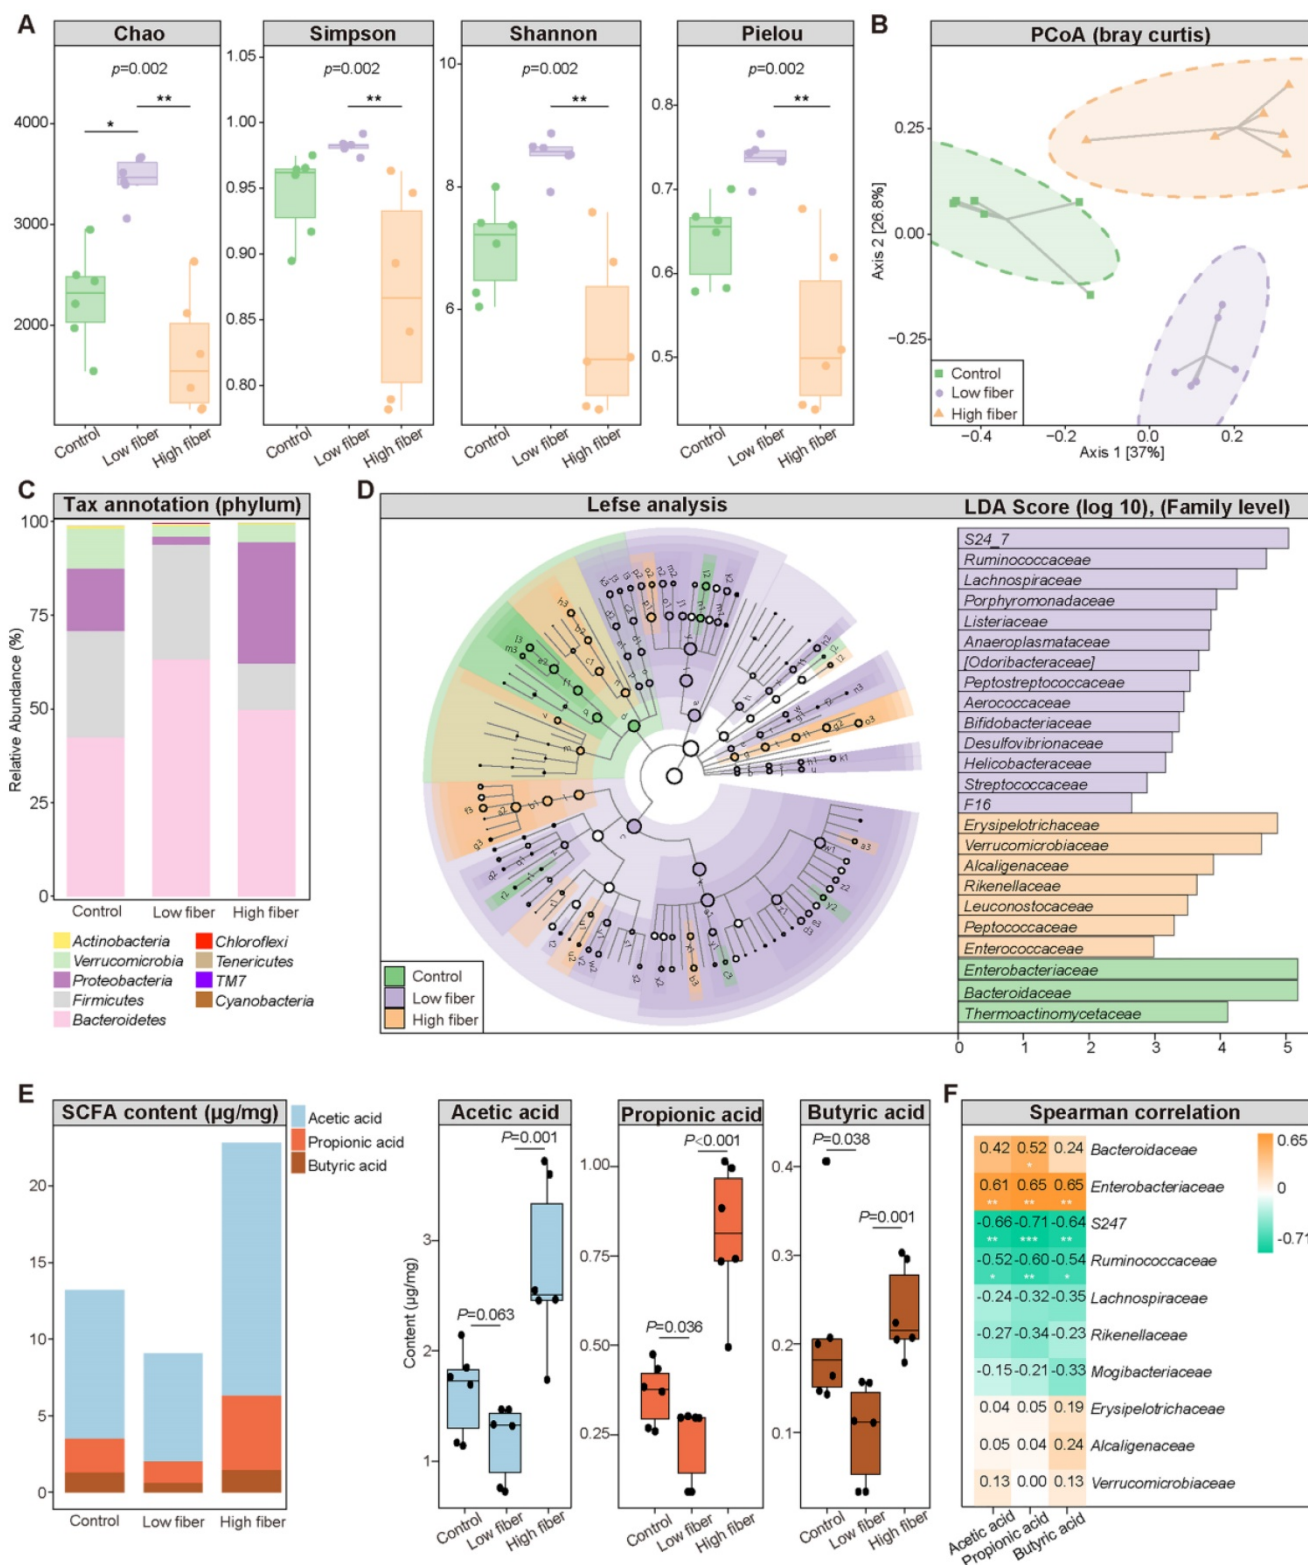 A
Chao
Simpson
Shannon
Pielou
B
PCoA (bray curtis)
p=0.002
p=0.002
p=0.002
p=0.002
*
**
**
**
**
4000
3000
2000
1.05
1.00
0.95
0.90
0.85
0.80
10
8
6
0.8
0.7
0.6
0.5
Control
Low fiber
High fiber
Control
Low fiber
High fiber
Control
Low fiber
High fiber
Control
Low fiber
High fiber
Axis 2 [26.8%]
0.25
0.00
-0.25
Control
Low fiber
High fiber
-0.4
-0.2
0.0
0.2
Axis 1 [37%]
C
Tax annotation (phylum)
Relative Abundance (%)
100
75
50
25
0
Control
Low fiber
High fiber
Actinobacteria
Verrucomicrobia
Proteobacteria
Firmicutes
Bacteroidetes
Chloroflexi
Tenericutes
TM7
Cyanobacteria
D
Lefse analysis
Control
Low fiber
High fiber
LDA Score (log 10), (Family level)
S24_7
Ruminococcaceae
Lachnospiraceae
Porphyromonadaceae
Listeriaceae
Anaeroplasmataceae
[Odoribacteraceae]
Peptostreptococcaceae
Aerococcaceae
Bifidobacteriaceae
Desulfovibrionaceae
Helicobacteraceae
Streptococcaceae
F16
Erysipelotrichaceae
Verrucomicrobiaceae
Alcaligenaceae
Rikenellaceae
Leuconostocaceae
Peptococcaceae
Enterococcaceae
Enterobacteriaceae
Bacteroidaceae
Thermoactinomycetaceae
0 1 2 3 4 5
E
SCFA content (µg/mg)
Acetic acid
Propionic acid
Butyric acid
20
15
10
5
0
Control
Low fiber
High fiber
Content (µg/mg)
Acetic acid
P=0.001
P=0.063
3
2
1
Control
Low fiber
High fiber
Propionic acid
P<0.001
P=0.036
1.00
0.75
0.50
0.25
Control
Low fiber
High fiber
Butyric acid
P=0.038
P=0.001
0.4
0.3
0.2
0.1
Control
Low fiber
High fiber
F
Spearman correlation
0.42 0.52 0.24 Bacteroidaceae
*
0.61 0.65 0.65 Enterobacteriaceae
** ** **
-0.66 -0.71 -0.64 S247
** *** **
-0.52 -0.60 -0.54 Ruminococcaceae
* ** *
-0.24 -0.32 -0.35 Lachnospiraceae
-0.27 -0.34 -0.23 Rikenellaceae
-0.15 -0.21 -0.33 Mogibacteriaceae
0.04 0.05 0.19 Erysipelotrichaceae
0.05 0.04 0.24 Alcaligenaceae
0.13 0.00 0.13 Verrucomicrobiaceae
Acetic acid
Propionic acid
Butyric acid
0.65
0
-0.71